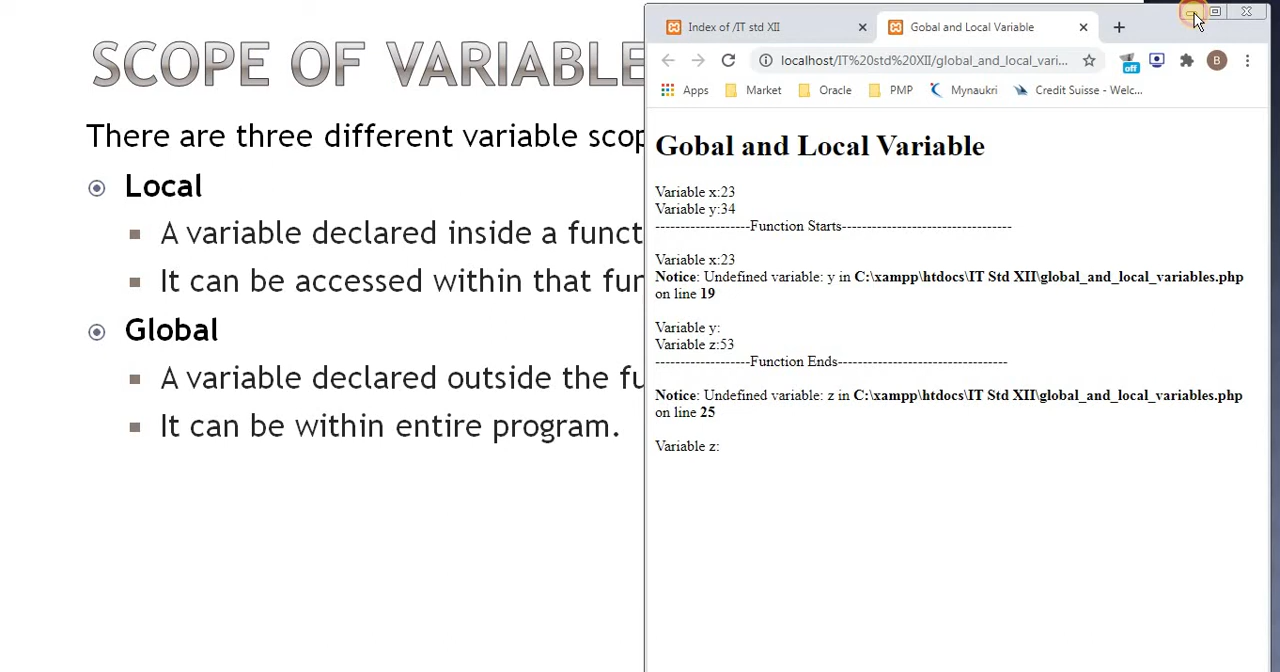 SCOPE OF VARIABLE
There are three different variable scop
Local
A variable declared inside a funct
It can be accessed within that fun
Global
A variable declared outside the fu
It can be within entire program.
Index of /IT std XII
Gobal and Local Variable
localhost/IT%20std%20XII/global_and_local_vari...
off
B
Apps
Market
Oracle
PMP
Mynaukri
Credit Suisse - Welc...
Gobal and Local Variable
Variable x:23
Variable y:34
-------------------Function Starts----------------------------------
Variable x:23
Notice: Undefined variable: y in C:\xampp\htdocs\IT Std XII\global_and_local_variables.php
on line 19
Variable y:
Variable z:53
-------------------Function Ends----------------------------------
Notice: Undefined variable: z in C:\xampp\htdocs\IT Std XII\global_and_local_variables.php
on line 25
Variable z: